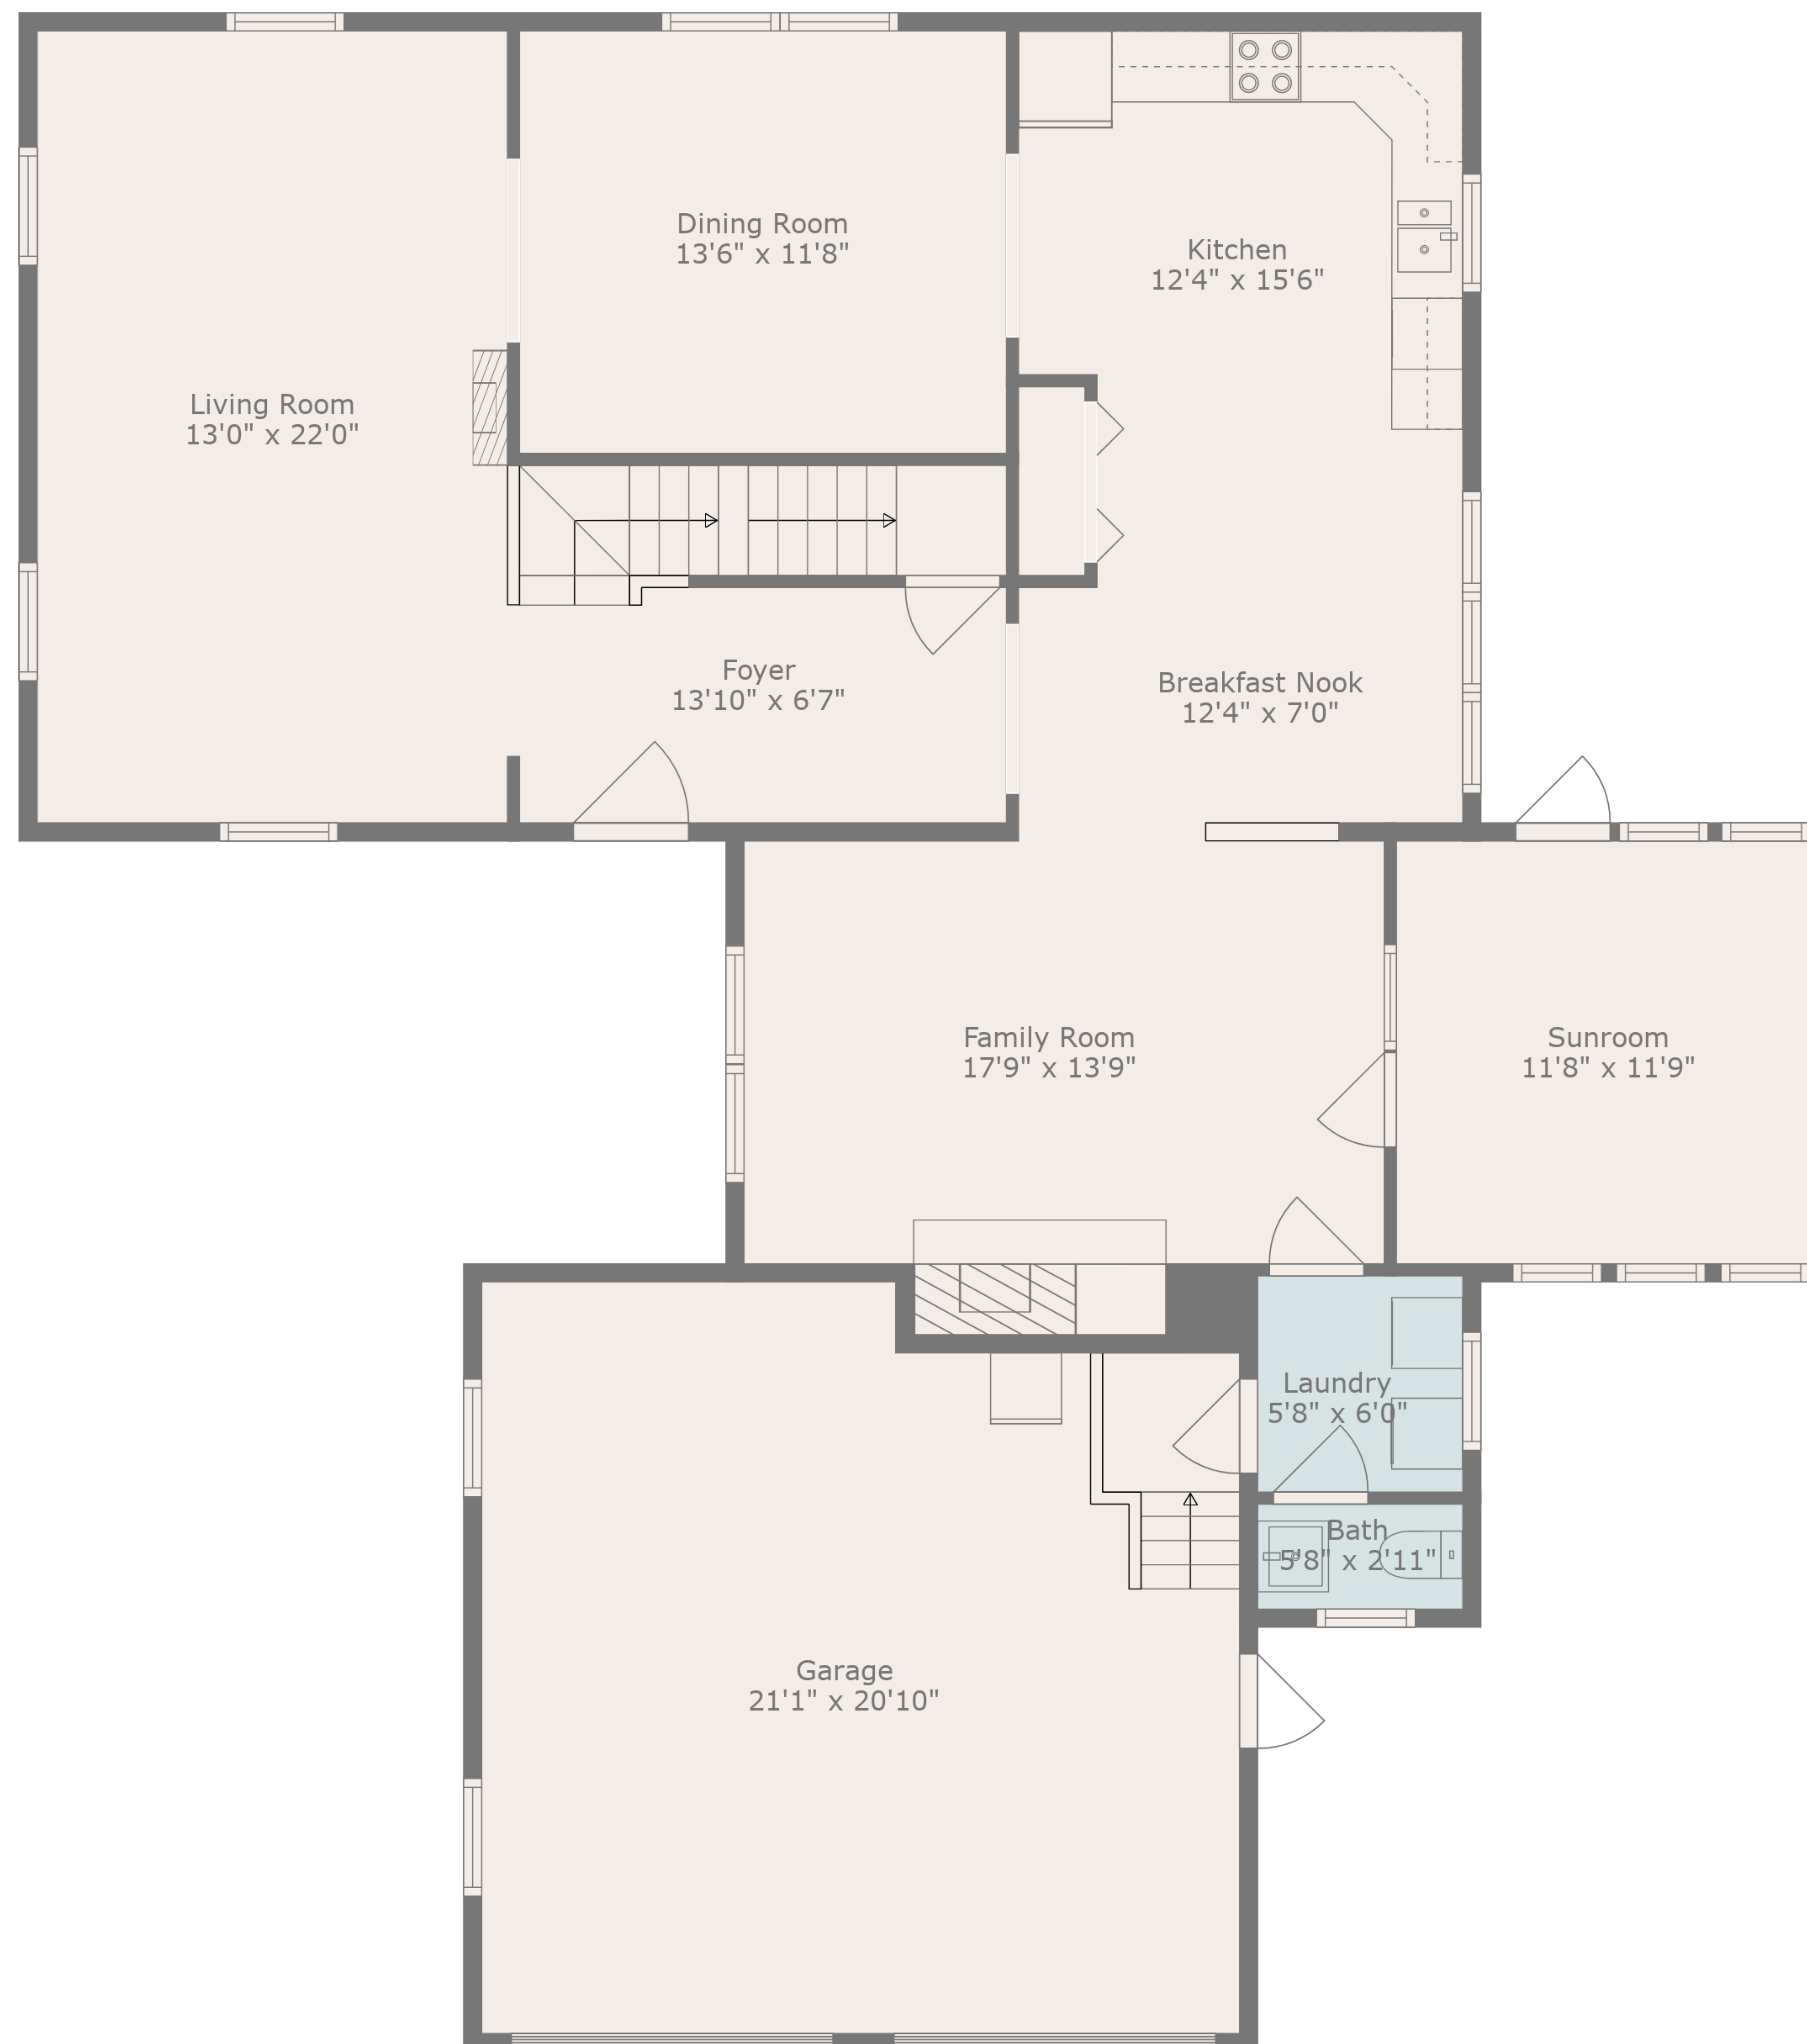 Dining Room
13'6" x 11'8"
Kitchen
12'4" x 15'6"
Living Room
13'0" x 22'0"
Foyer
13'10" x 6'7"
Breakfast Nook
12'4" x 7'0"
Family Room
17'9" x 13'9"
Sunroom
11'8" x 11'9"
Laundry
5'8" x 6'0"
Bath
5'8" x 2'11"
Garage
21'1" x 20'10"